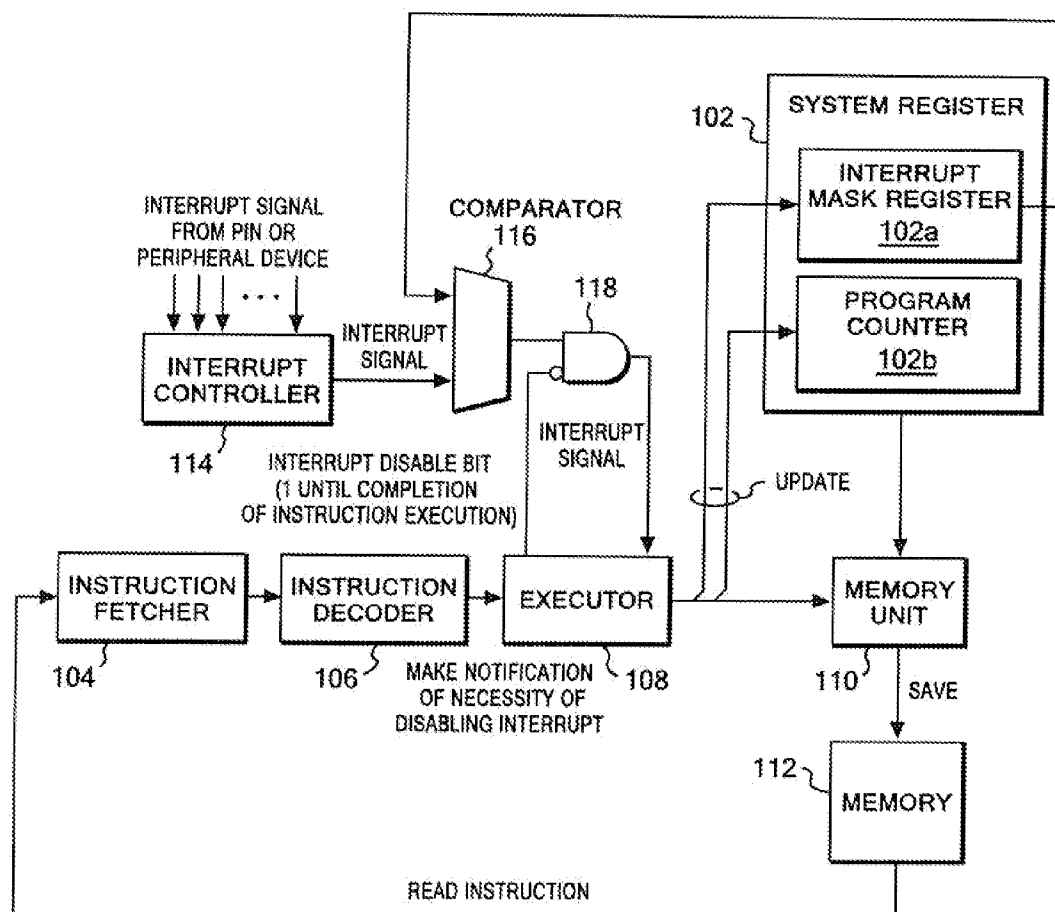 102
SYSTEM REGISTER
INTERRUPT
MASK REGISTER
102a
PROGRAM
COUNTER
102b
INTERRUPT SIGNAL
FROM PIN OR
PERIPHERAL DEVICE
...
COMPARATOR
116
118
INTERRUPT
CONTROLLER
114
INTERRUPT
SIGNAL
INTERRUPT
SIGNAL
INTERRUPT DISABLE BIT
(1 UNTIL COMPLETION
OF INSTRUCTION EXECUTION)
UPDATE
INSTRUCTION
FETCHER
104
INSTRUCTION
DECODER
106
EXECUTOR
108
MAKE NOTIFICATION
OF NECESSITY OF
DISABLING INTERRUPT
MEMORY
UNIT
110
SAVE
112
MEMORY
READ INSTRUCTION